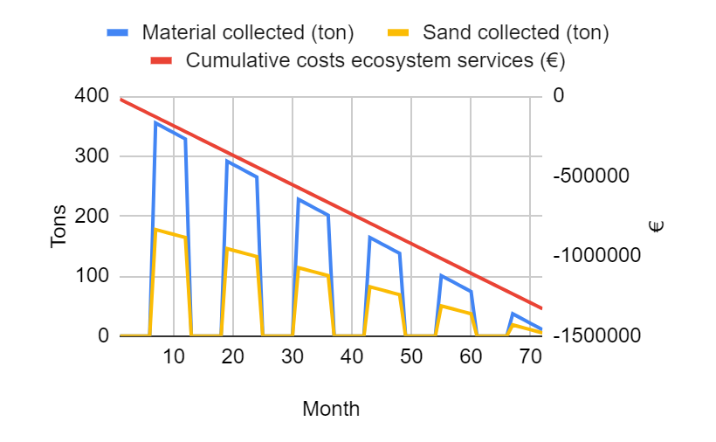 Material collected (ton) Sand collected (ton)
Cumulative costs ecosystem services (€)
400 0
300
-500000
200
-1000000
100
0 -1500000
Tons
€
10 20 30 40 50 60 70
Month